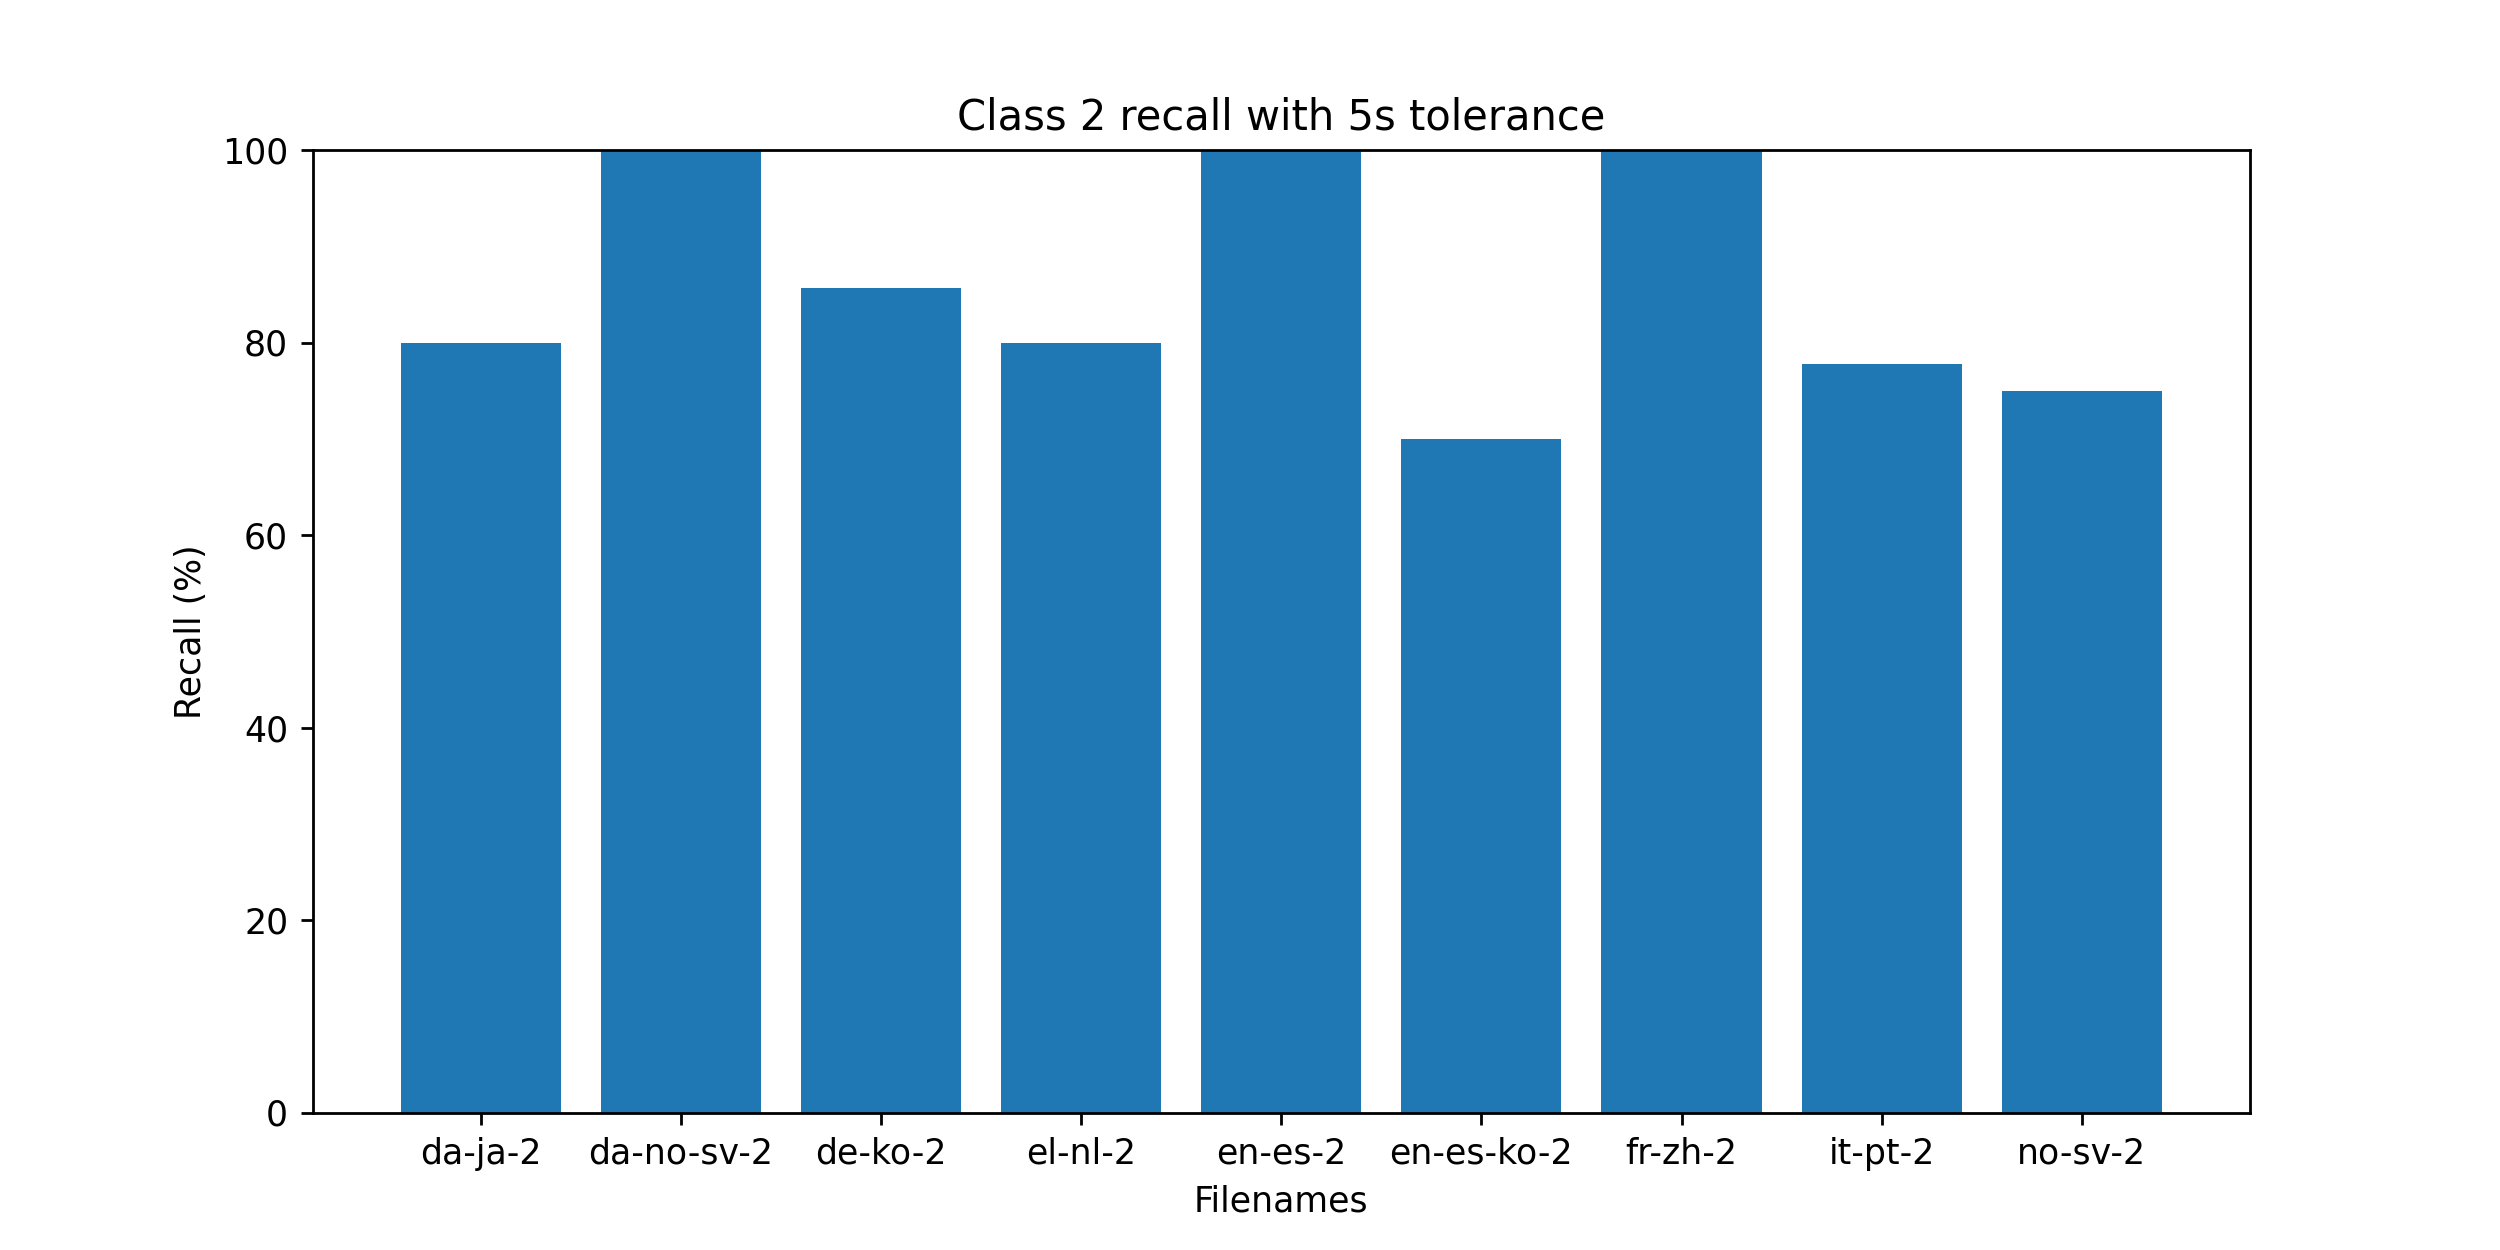 Class 2 recall with 5s tolerance
100
80
60
40
20
0
Recall (%)
da-ja-2 da-no-sv-2 de-ko-2 el-nl-2 en-es-2 en-es-ko-2 fr-zh-2 it-pt-2 no-sv-2
Filenames